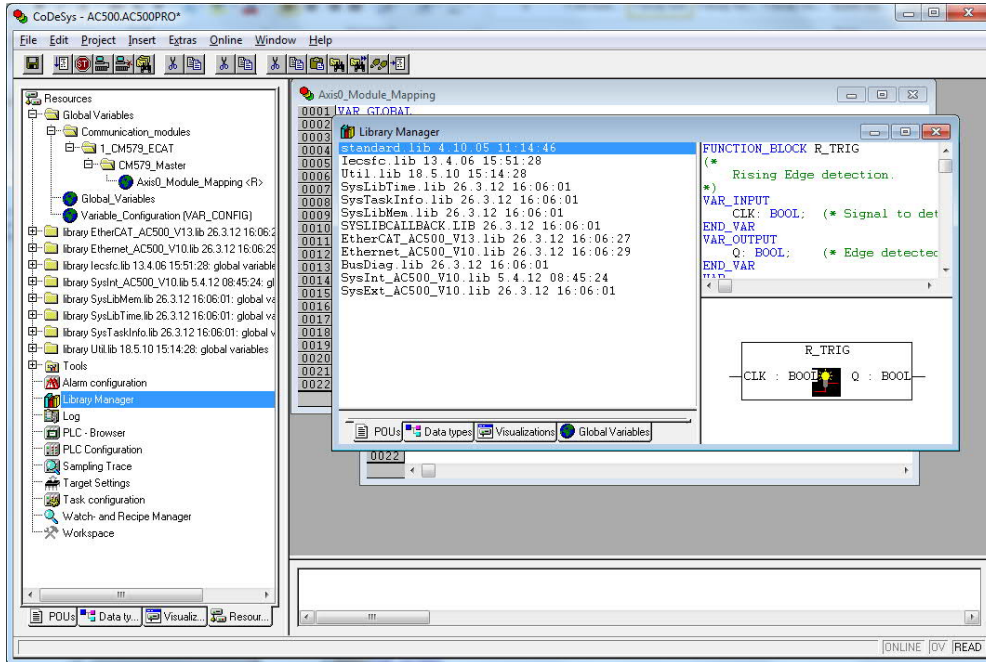 CoDeSys - AC500.AC500PRO*
File Edit Project Insert Extras Online Window Help
Resources
Global Variables
Communication_modules
1_CM579_ECAT
CM579_Master
Axis0_Module_Mapping <R>
Global_Variables
Variable_Configuration (VAR_CONFIG)
library EtherCAT_AC500_V13.lib 26.3.12 16:06:2
library Ethernet_AC500_V10.lib 26.3.12 16:06:29
library Iecsfc.lib 13.4.06 15:51:28: global variable
library SysInt_AC500_V10.lib 5.4.12 08:45:24: gl
library SysLibMem.lib 26.3.12 16:06:01: global va
library SysLibTime.lib 26.3.12 16:06:01: global va
library SysTaskInfo.lib 26.3.12 16:06:01: global v
library Util.lib 18.5.10 15:14:28: global variables
Tools
Alarm configuration
Library Manager
Log
PLC - Browser
PLC Configuration
Sampling Trace
Target Settings
Task configuration
Watch- and Recipe Manager
Workspace
POUs Data ty... Visualiz... Resour...
Axis0_Module_Mapping
0001 VAR_GLOBAL
0002
0003
0004
0005
0006
0007
0008
0009
0010
0011
0012
0013
0014
0015
0016
0017
0018
0019
0020
0021
0022
Library Manager
standard.lib 4.10.05 11:14:46
Iecsfc.lib 13.4.06 15:51:28
Util.lib 18.5.10 15:14:28
SysLibTime.lib 26.3.12 16:06:01
SysTaskInfo.lib 26.3.12 16:06:01
SysLibMem.lib 26.3.12 16:06:01
SYSLIBCALLBACK.LIB 26.3.12 16:06:01
EtherCAT_AC500_V13.lib 26.3.12 16:06:27
Ethernet_AC500_V10.lib 26.3.12 16:06:29
BusDiag.lib 26.3.12 16:06:01
SysInt_AC500_V10.lib 5.4.12 08:45:24
SysExt_AC500_V10.lib 26.3.12 16:06:01
POUs Data types Visualizations Global Variables
FUNCTION_BLOCK R_TRIG
(*
Rising Edge detection.
*)
VAR_INPUT
CLK: BOOL; (* Signal to det
END_VAR
VAR_OUTPUT
Q: BOOL; (* Edge detected
END_VAR
VAR
R_TRIG
CLK : BOOL Q : BOOL
0022
ONLINE OV READ